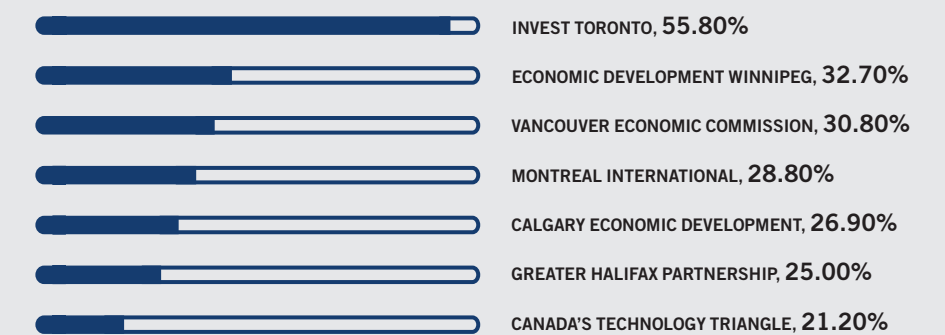 INVEST TORONTO, 55.80%
ECONOMIC DEVELOPMENT WINNIPEG, 32.70%
VANCOUVER ECONOMIC COMMISSION, 30.80%
MONTREAL INTERNATIONAL, 28.80%
CALGARY ECONOMIC DEVELOPMENT, 26.90%
GREATER HALIFAX PARTNERSHIP, 25.00%
CANADA'S TECHNOLOGY TRIANGLE, 21.20%